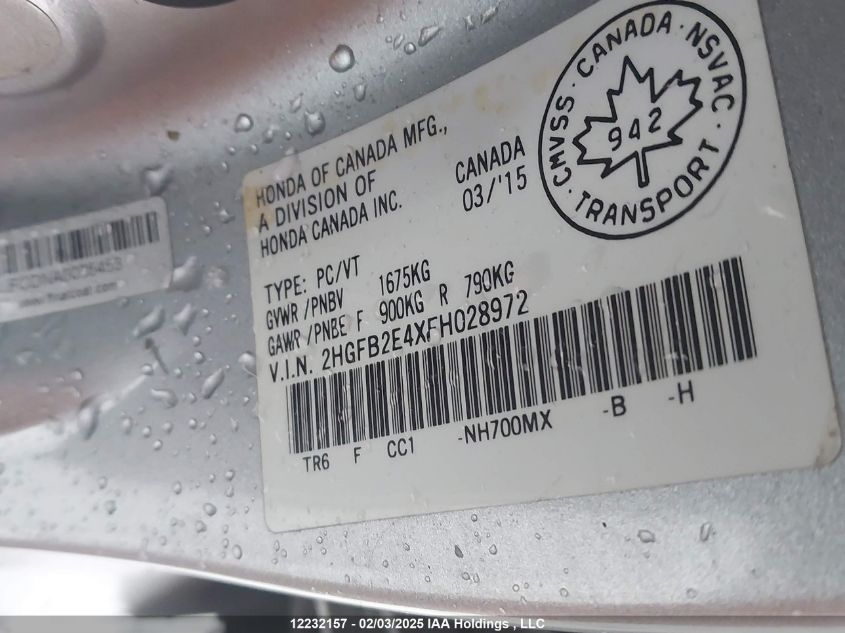 HONDA OF CANADA MFG.,
A DIVISION OF
HONDA CANADA INC.
CANADA
03/'15
CMVSS · CANADA · NSVAC · TRANSPORT ·
942
TYPE: PC/VT
GVWR /PNBV 1675KG
GAWR /PNBE F 900KG R 790KG
V.I.N. 2HGFB2E4XFH028972
TR6 F CC1 -NH700MX -B -H
12232157 - 02/03/2025 IAA Holdings , LLC